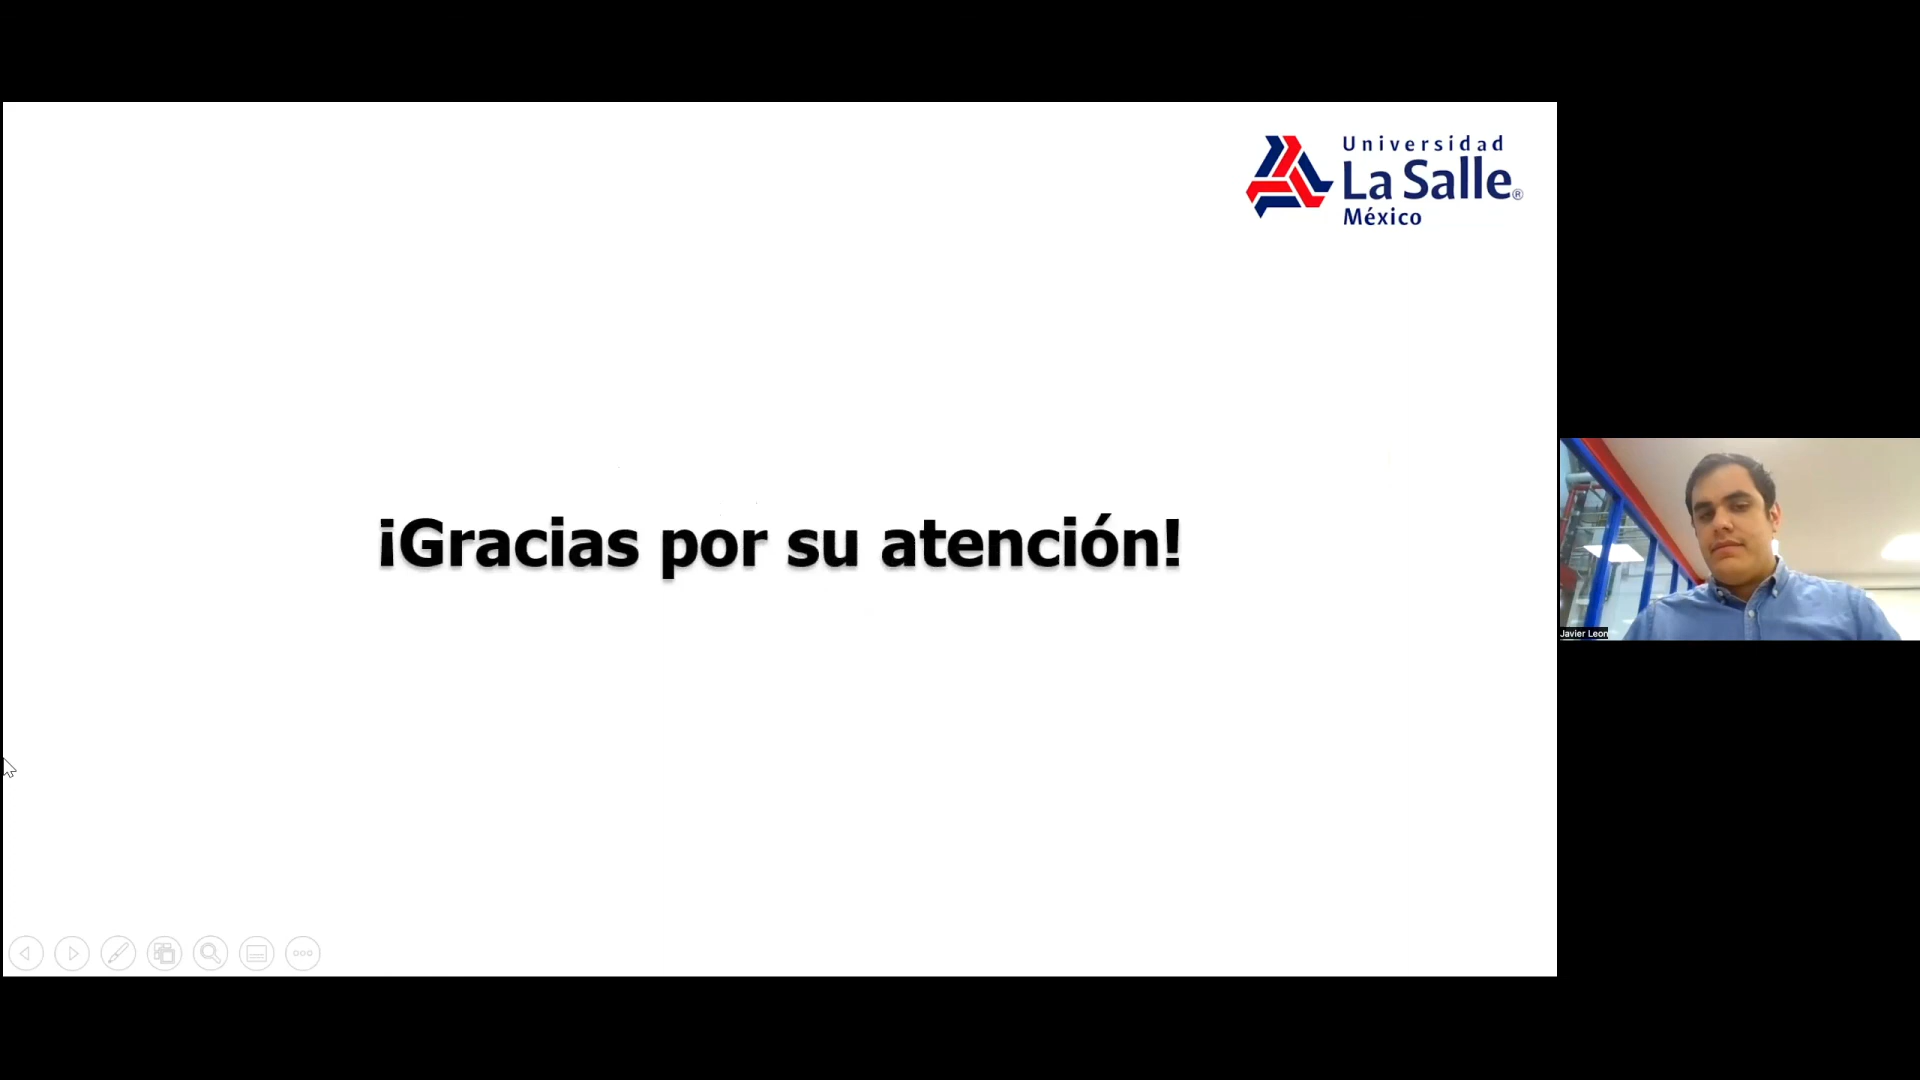 Universidad
La Salle®
México
¡Gracias por su atención!
Javier Leon